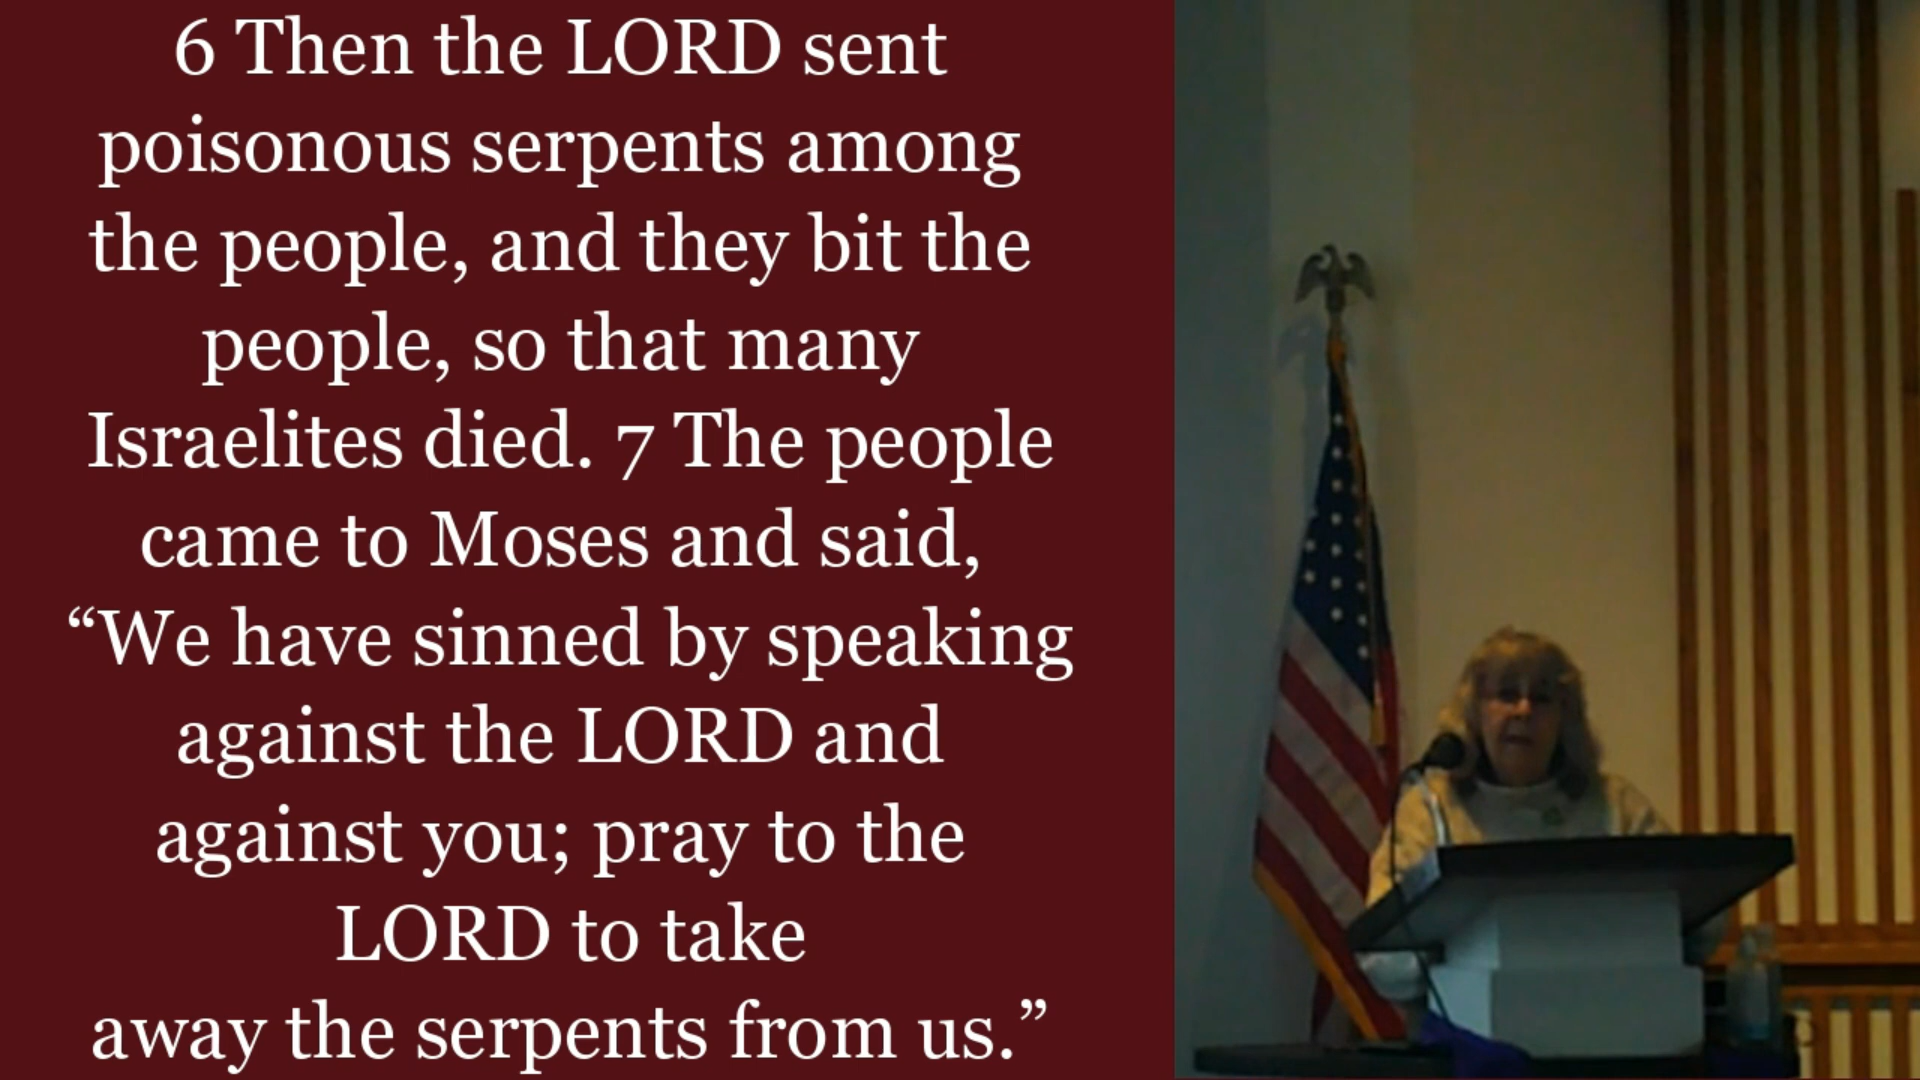 6 Then the LORD sent
poisonous serpents among
the people, and they bit the
people, so that many
Israelites died. 7 The people
came to Moses and said,
“We have sinned by speaking
against the LORD and
against you; pray to the
LORD to take
away the serpents from us.”